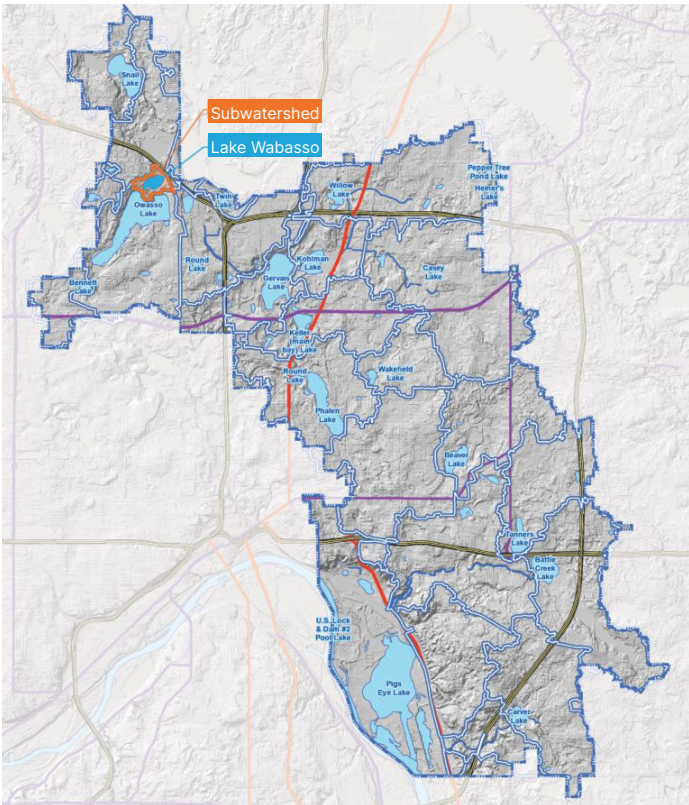 Snail
Lake
Subwatershed
Lake Wabasso
Owasso
Lake
Twin
Lake
Willow
Lake
Pepper Tree
Pond Lake
Heiner's
Lake
Bennett
Lake
Round
Lake
Gervais
Lake
Kohlman
Lake
Casey
Lake
Keller
(main
bay) Lake
Round
Lake
Wakefield
Lake
Phalen
Lake
Beaver
Lake
Tanners
Lake
Battle
Creek
Lake
U.S. Lock
& Dam #2
Pool Lake
Pigs
Eye Lake
Carver
Lake